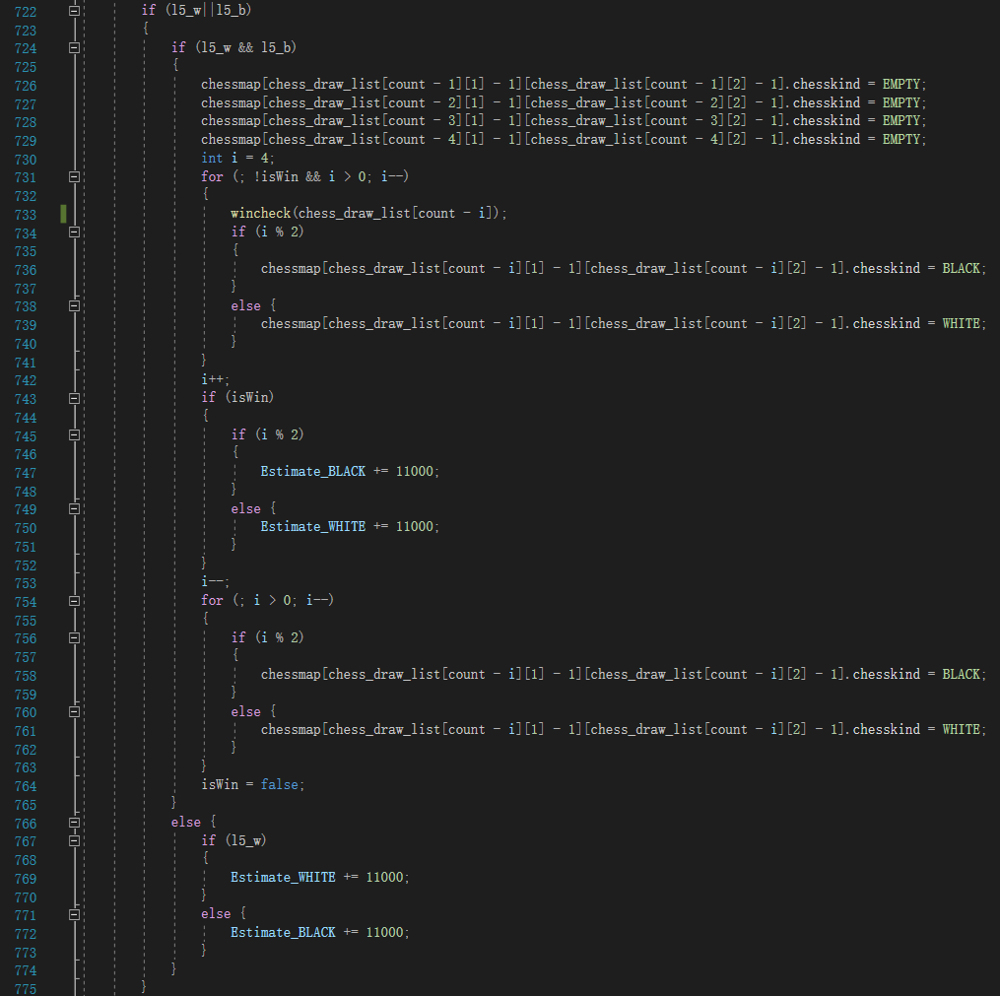 722 if (l5_w||l5_b)
723 {
724 if (l5_w && l5_b)
725 {
726 chessmap[chess_draw_list[count - 1][1] - 1][chess_draw_list[count - 1][2] - 1].chesskind = EMPTY;
727 chessmap[chess_draw_list[count - 2][1] - 1][chess_draw_list[count - 2][2] - 1].chesskind = EMPTY;
728 chessmap[chess_draw_list[count - 3][1] - 1][chess_draw_list[count - 3][2] - 1].chesskind = EMPTY;
729 chessmap[chess_draw_list[count - 4][1] - 1][chess_draw_list[count - 4][2] - 1].chesskind = EMPTY;
730 int i = 4;
731 for (; !isWin && i > 0; i--)
732 {
733 wincheck(chess_draw_list[count - i]);
734 if (i % 2)
735 {
736 chessmap[chess_draw_list[count - i][1] - 1][chess_draw_list[count - i][2] - 1].chesskind = BLACK;
737 }
738 else {
739 chessmap[chess_draw_list[count - i][1] - 1][chess_draw_list[count - i][2] - 1].chesskind = WHITE;
740 }
741 }
742 i++;
743 if (isWin)
744 {
745 if (i % 2)
746 {
747 Estimate_BLACK += 11000;
748 }
749 else {
750 Estimate_WHITE += 11000;
751 }
752 }
753 i--;
754 for (; i > 0; i--)
755 {
756 if (i % 2)
757 {
758 chessmap[chess_draw_list[count - i][1] - 1][chess_draw_list[count - i][2] - 1].chesskind = BLACK;
759 }
760 else {
761 chessmap[chess_draw_list[count - i][1] - 1][chess_draw_list[count - i][2] - 1].chesskind = WHITE;
762 }
763 }
764 isWin = false;
765 }
766 else {
767 if (l5_w)
768 {
769 Estimate_WHITE += 11000;
770 }
771 else {
772 Estimate_BLACK += 11000;
773 }
774 }
775 }